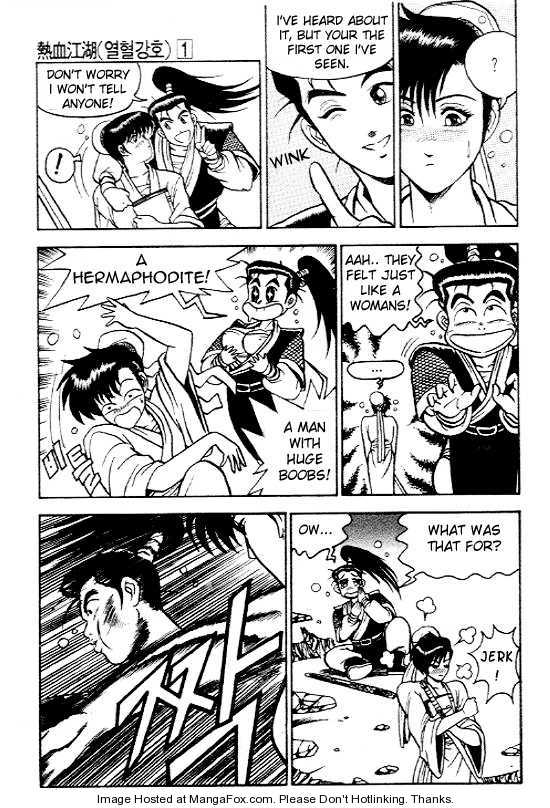 熱血江湖(열혈강호) 1
DON'T WORRY
I WON'T TELL
ANYONE!
!
I'VE HEARD ABOUT
IT, BUT YOUR THE
FIRST ONE I'VE
SEEN.
WINK
?
A
HERMAPHODITE!
A MAN
WITH
HUGE
BOOBS!
AAH.. THEY
FELT JUST
LIKE A
WOMANS!
...
OW...
WHAT WAS
THAT FOR?
JERK
!
Image Hosted at MangaFox.com. Please Don't Hotlinking. Thanks.